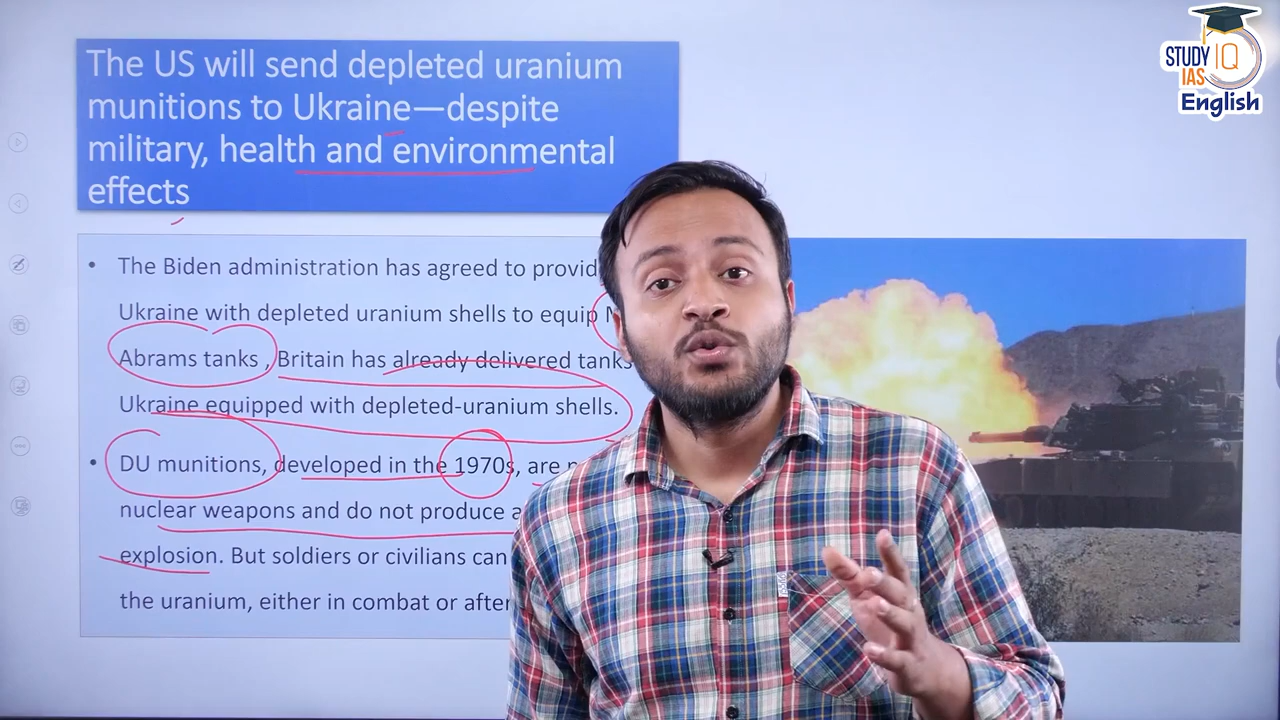 The US will send depleted uranium
munitions to Ukraine—despite
military, health and environmental
effects
• The Biden administration has agreed to provid
Ukraine with depleted uranium shells to equip
Abrams tanks , Britain has already delivered tanks
Ukraine equipped with depleted-uranium shells.
• DU munitions, developed in the 1970s, are
nuclear weapons and do not produce a
explosion. But soldiers or civilians can
the uranium, either in combat or after
STUDY IQ
IAS
English